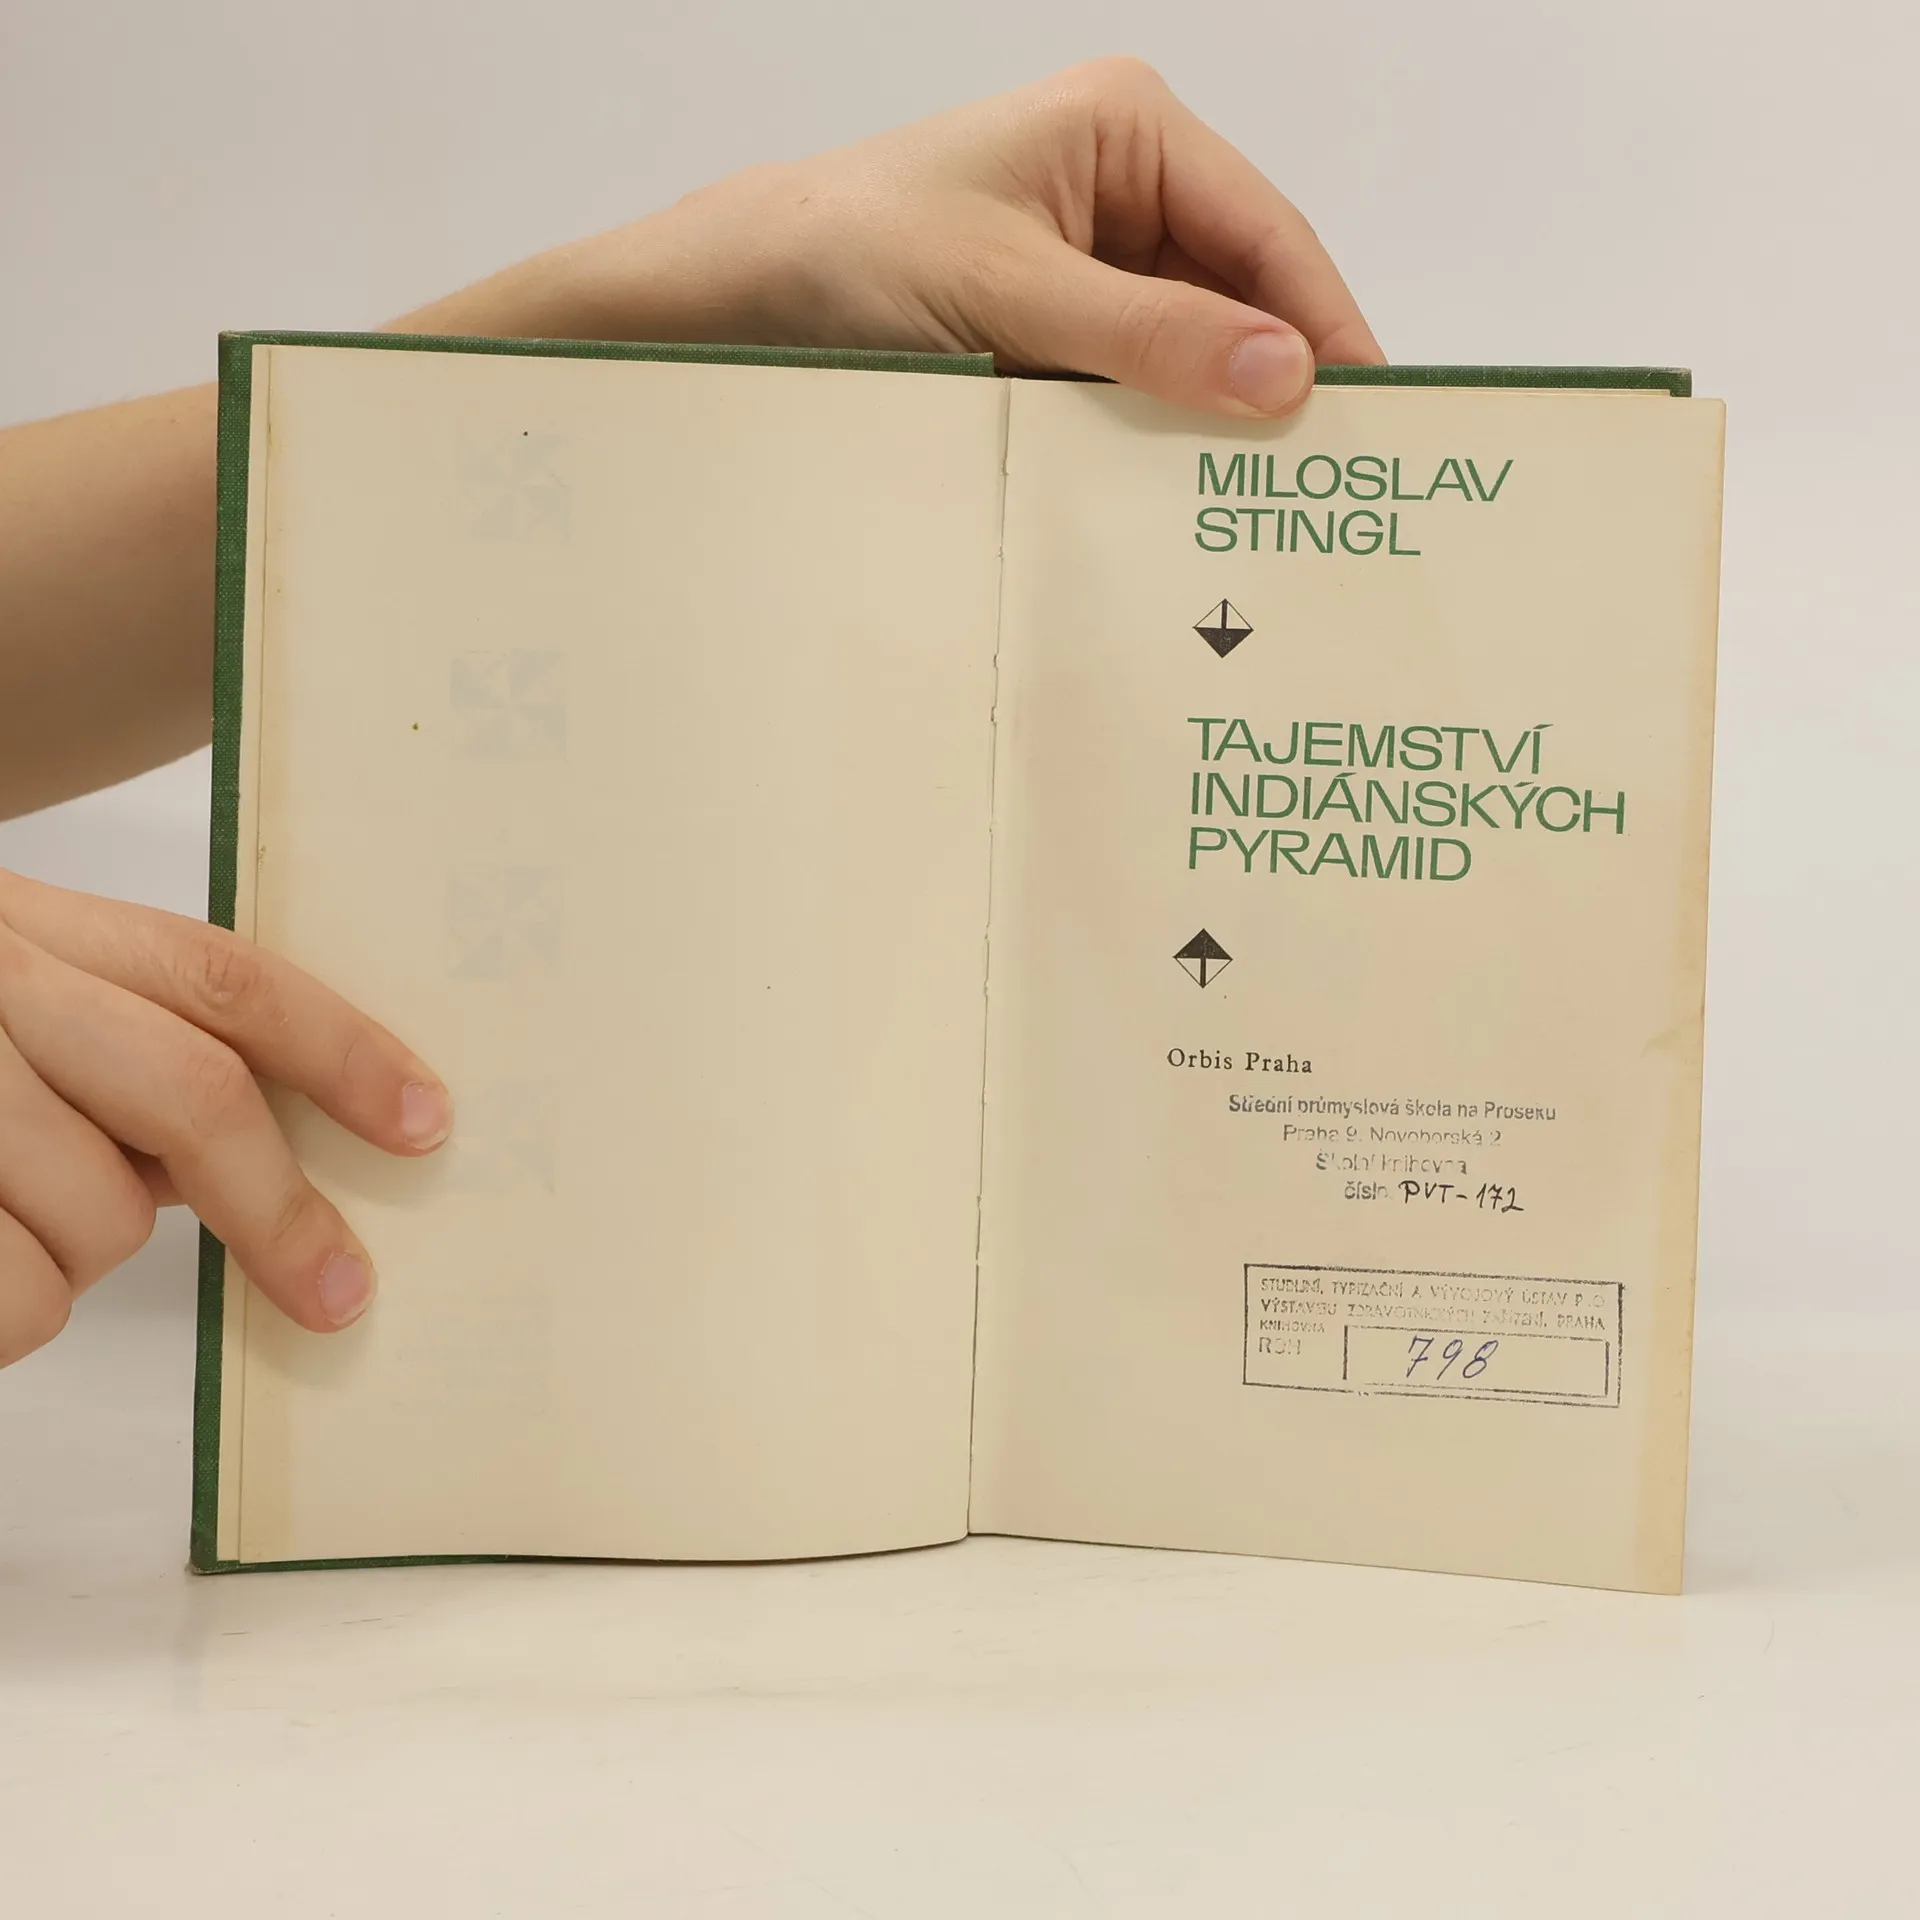 MILOSLAV
STINGL
TAJEMSTVÍ
INDIÁNSKÝCH
PYRAMID
Orbis Praha
Střední průmyslová škola na Proseku
Praha 9, Novoborská 2
Školní knihovna
číslo PVT-172
STUDIJNÍ, TYPIZAČNÍ A VÝVOJOVÝ ÚSTAV P.O
VÝSTAVBU ZDRAVOTNICKÝCH ZAŘÍZENÍ, PRAHA
KNIHOVNA
ROH
798